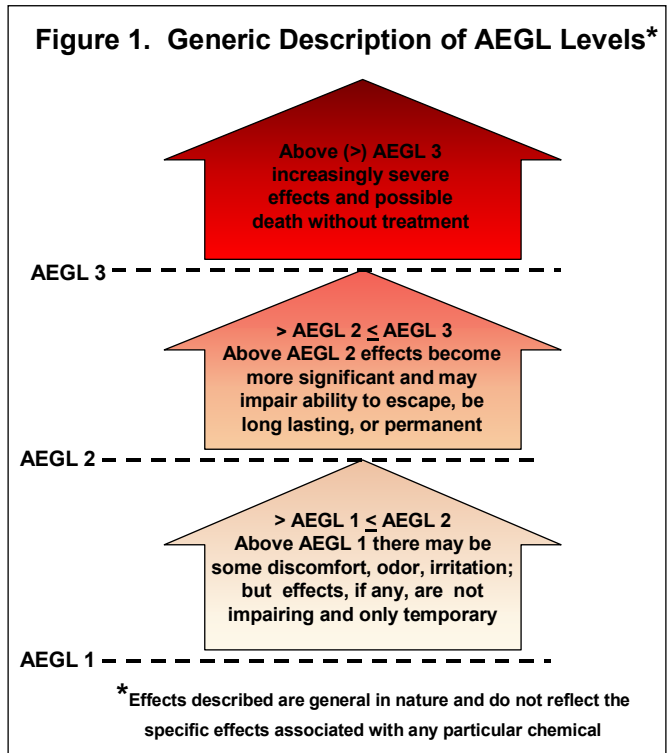 Figure 1. Generic Description of AEGL Levels*
Above (>) AEGL 3
increasingly severe
effects and possible
death without treatment
AEGL 3
> AEGL 2 ≤ AEGL 3
Above AEGL 2 effects become
more significant and may
impair ability to escape, be
long lasting, or permanent
AEGL 2
> AEGL 1 ≤ AEGL 2
Above AEGL 1 there may be
some discomfort, odor, irritation;
but effects, if any, are not
impairing and only temporary
AEGL 1
*Effects described are general in nature and do not reflect the
specific effects associated with any particular chemical